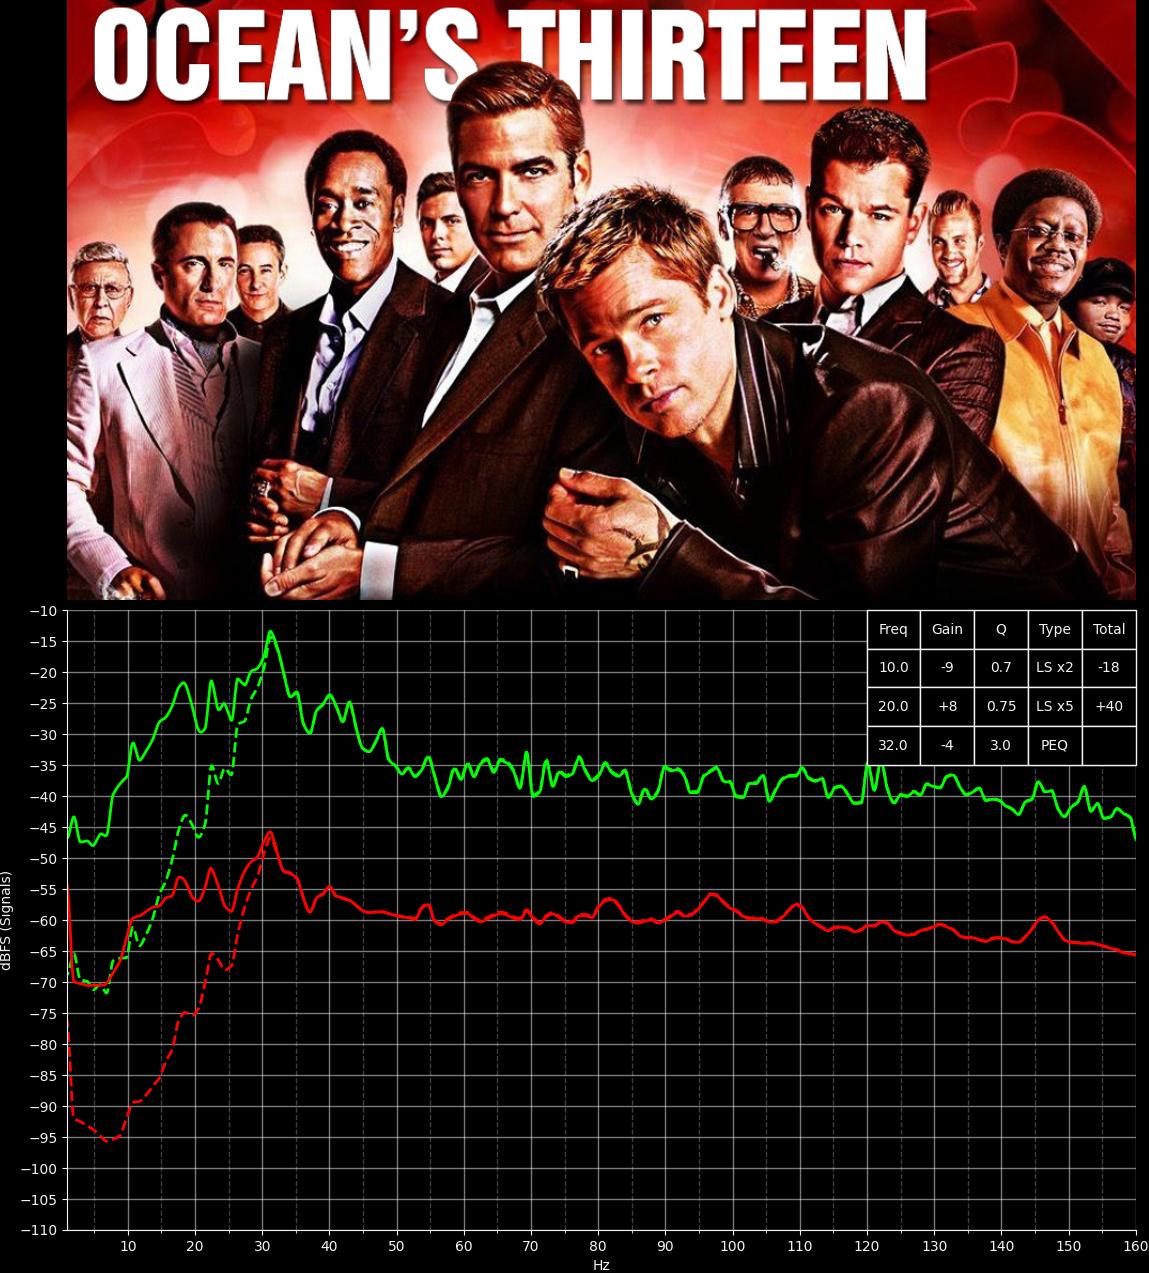 OCEAN'S THIRTEEN
Freq Gain Q Type Total
10.0 -9 0.7 LS x2 -18
20.0 +8 0.75 LS x5 +40
32.0 -4 3.0 PEQ
−10
−15
−20
−25
−30
−35
−40
−45
−50
−55
−60
−65
−70
−75
−80
−85
−90
−95
−100
−105
−110
dBFS (Signals)
10 20 30 40 50 60 70 80 90 100 110 120 130 140 150 160
Hz